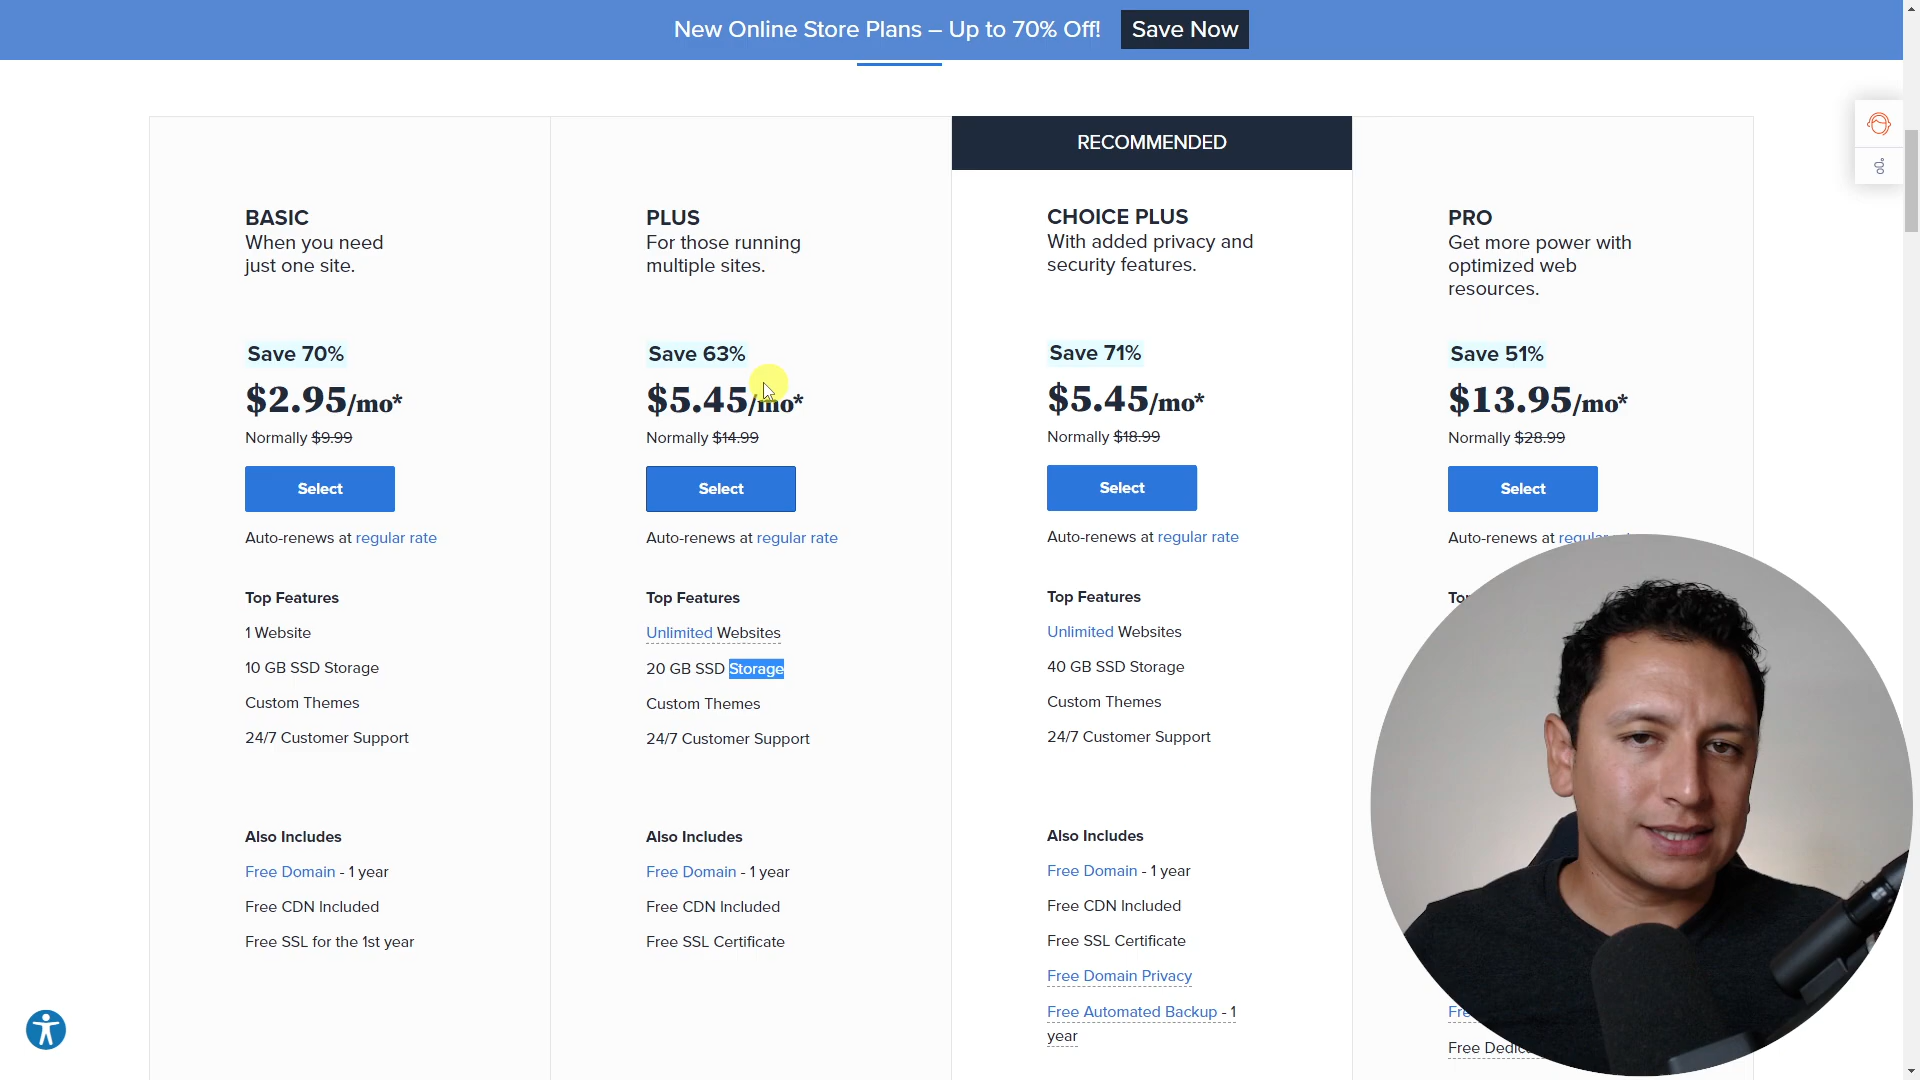 New Online Store Plans – Up to 70% Off!
Save Now
RECOMMENDED
BASIC
When you need
just one site.
Save 70%
$2.95/mo*
Normally $9.99
Select
Auto-renews at regular rate
Top Features
1 Website
10 GB SSD Storage
Custom Themes
24/7 Customer Support
Also Includes
Free Domain - 1 year
Free CDN Included
Free SSL for the 1st year
PLUS
For those running
multiple sites.
Save 63%
$5.45/mo*
Normally $14.99
Select
Auto-renews at regular rate
Top Features
Unlimited Websites
20 GB SSD Storage
Custom Themes
24/7 Customer Support
Also Includes
Free Domain - 1 year
Free CDN Included
Free SSL Certificate
CHOICE PLUS
With added privacy and
security features.
Save 71%
$5.45/mo*
Normally $18.99
Select
Auto-renews at regular rate
Top Features
Unlimited Websites
40 GB SSD Storage
Custom Themes
24/7 Customer Support
Also Includes
Free Domain - 1 year
Free CDN Included
Free SSL Certificate
Free Domain Privacy
Free Automated Backup - 1
year
PRO
Get more power with
optimized web
resources.
Save 51%
$13.95/mo*
Normally $28.99
Select
Auto-renews at regular
Free